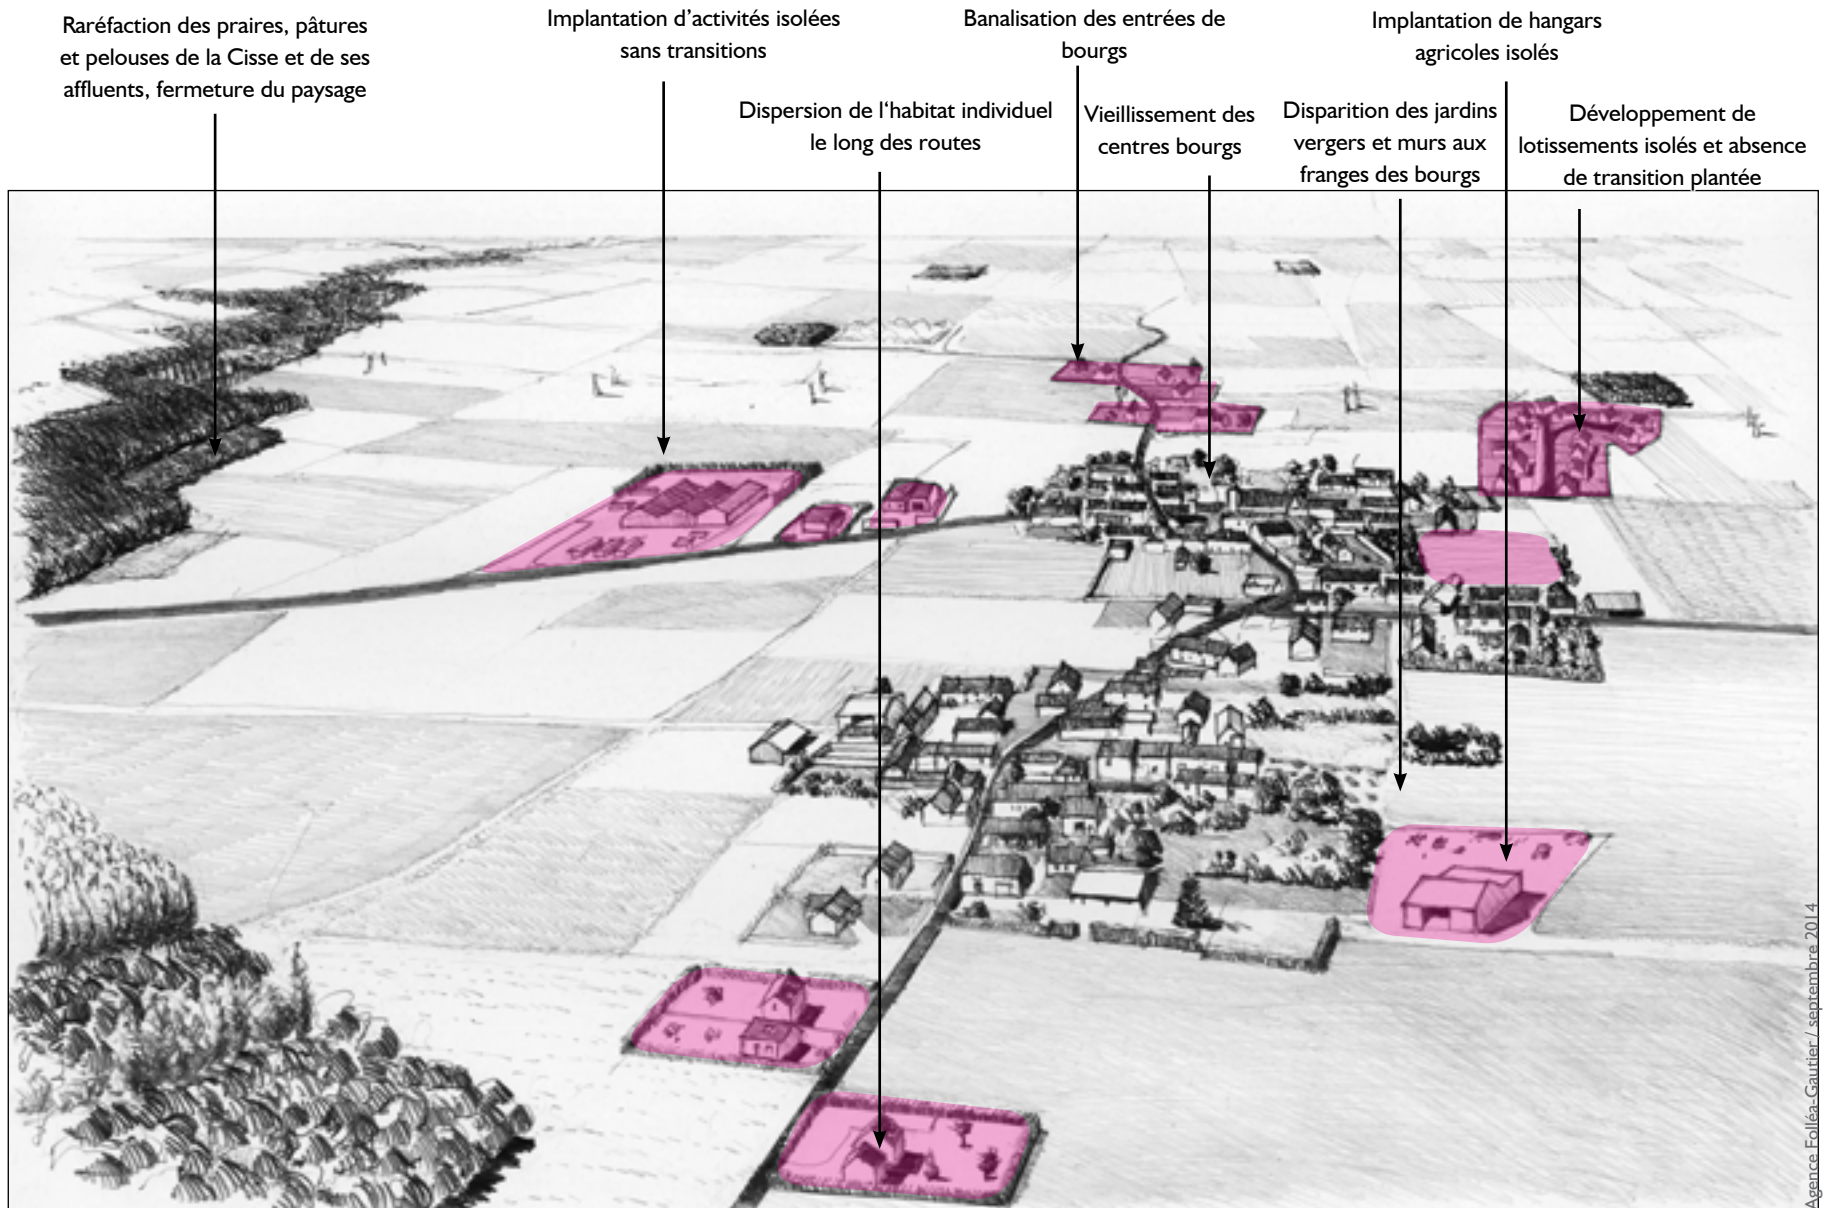 Raréfaction des praires, pâtures
et pelouses de la Cisse et de ses
affluents, fermeture du paysage
Implantation d’activités isolées
sans transitions
Banalisation des entrées de
bourgs
Implantation de hangars
agricoles isolés
Dispersion de l‘habitat individuel
le long des routes
Vieillissement des
centres bourgs
Disparition des jardins
vergers et murs aux
franges des bourgs
Développement de
lotissements isolés et absence
de transition plantée
Agence Folléa-Gautier / septembre 2014